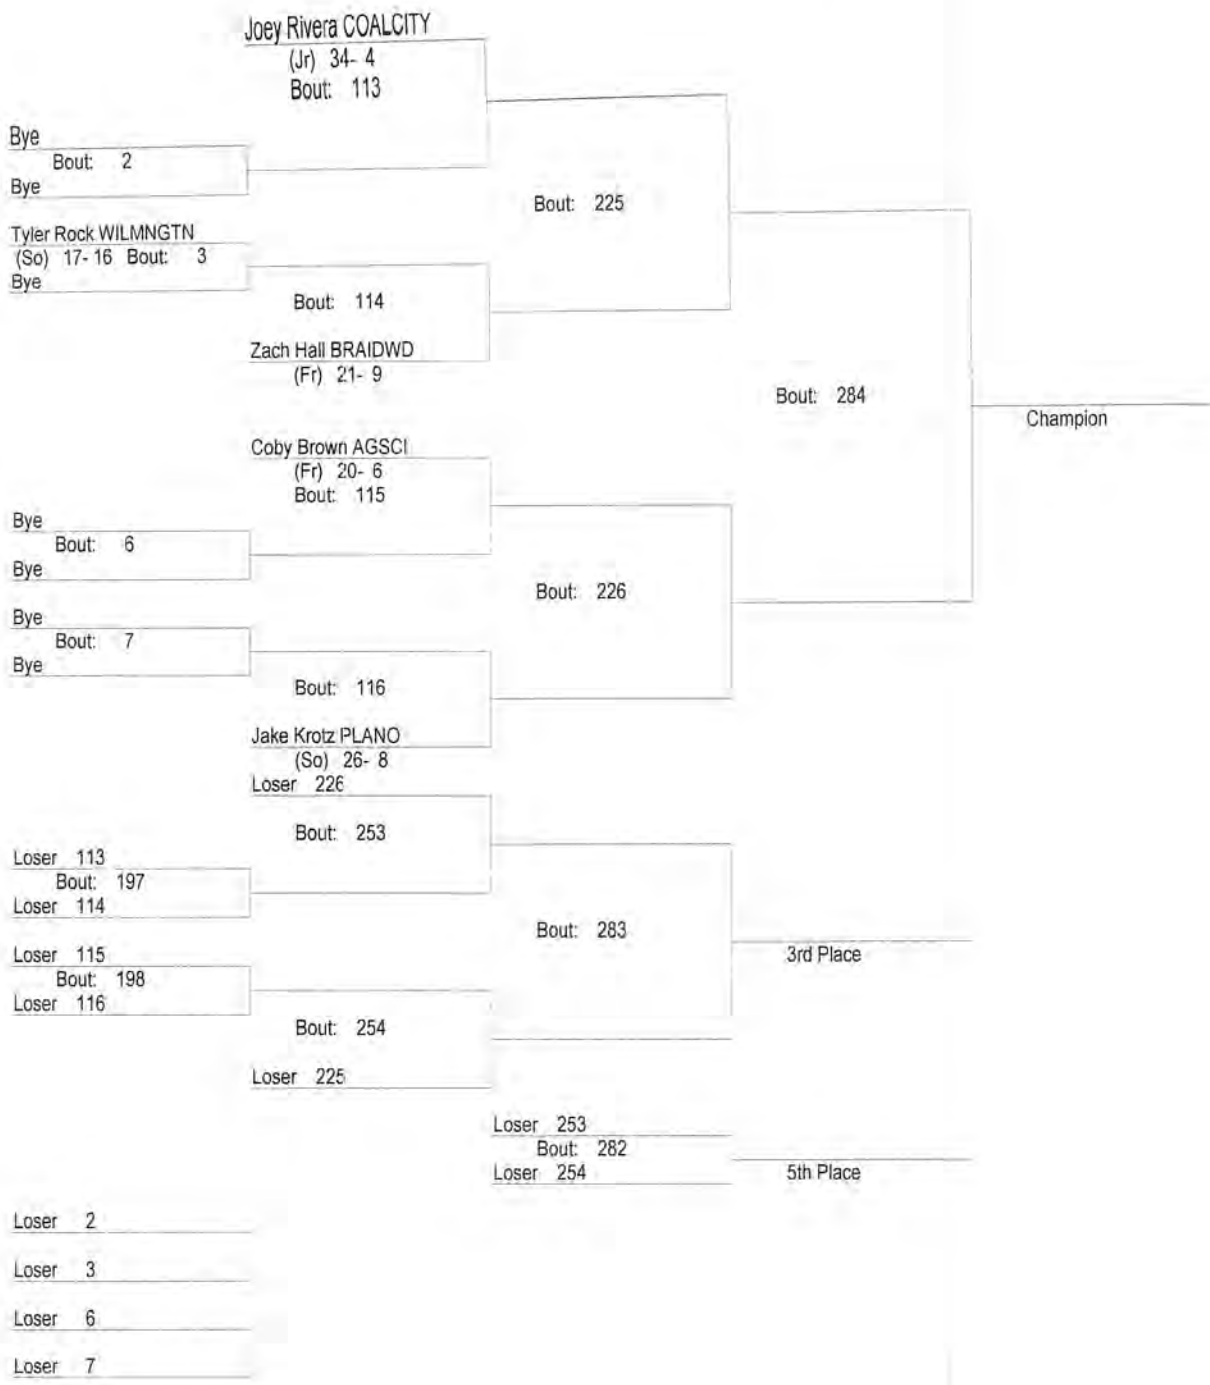 Joey Rivera COALCITY
(Jr) 34- 4
Bout: 113
Bye
Bout: 2
Bye
Bout: 225
Tyler Rock WILMNGTN
(So) 17- 16 Bout: 3
Bye
Bout: 114
Zach Hall BRAIDWD
(Fr) 21- 9
Bout: 284
Champion
Coby Brown AGSCI
(Fr) 20- 6
Bout: 115
Bye
Bout: 6
Bye
Bout: 226
Bye
Bout: 7
Bye
Bout: 116
Jake Krotz PLANO
(So) 26- 8
Loser 226
Bout: 253
Loser 113
Bout: 197
Loser 114
Bout: 283
3rd Place
Loser 115
Bout: 198
Loser 116
Bout: 254
Loser 225
Loser 253
Bout: 282
Loser 254
5th Place
Loser 2
Loser 3
Loser 6
Loser 7